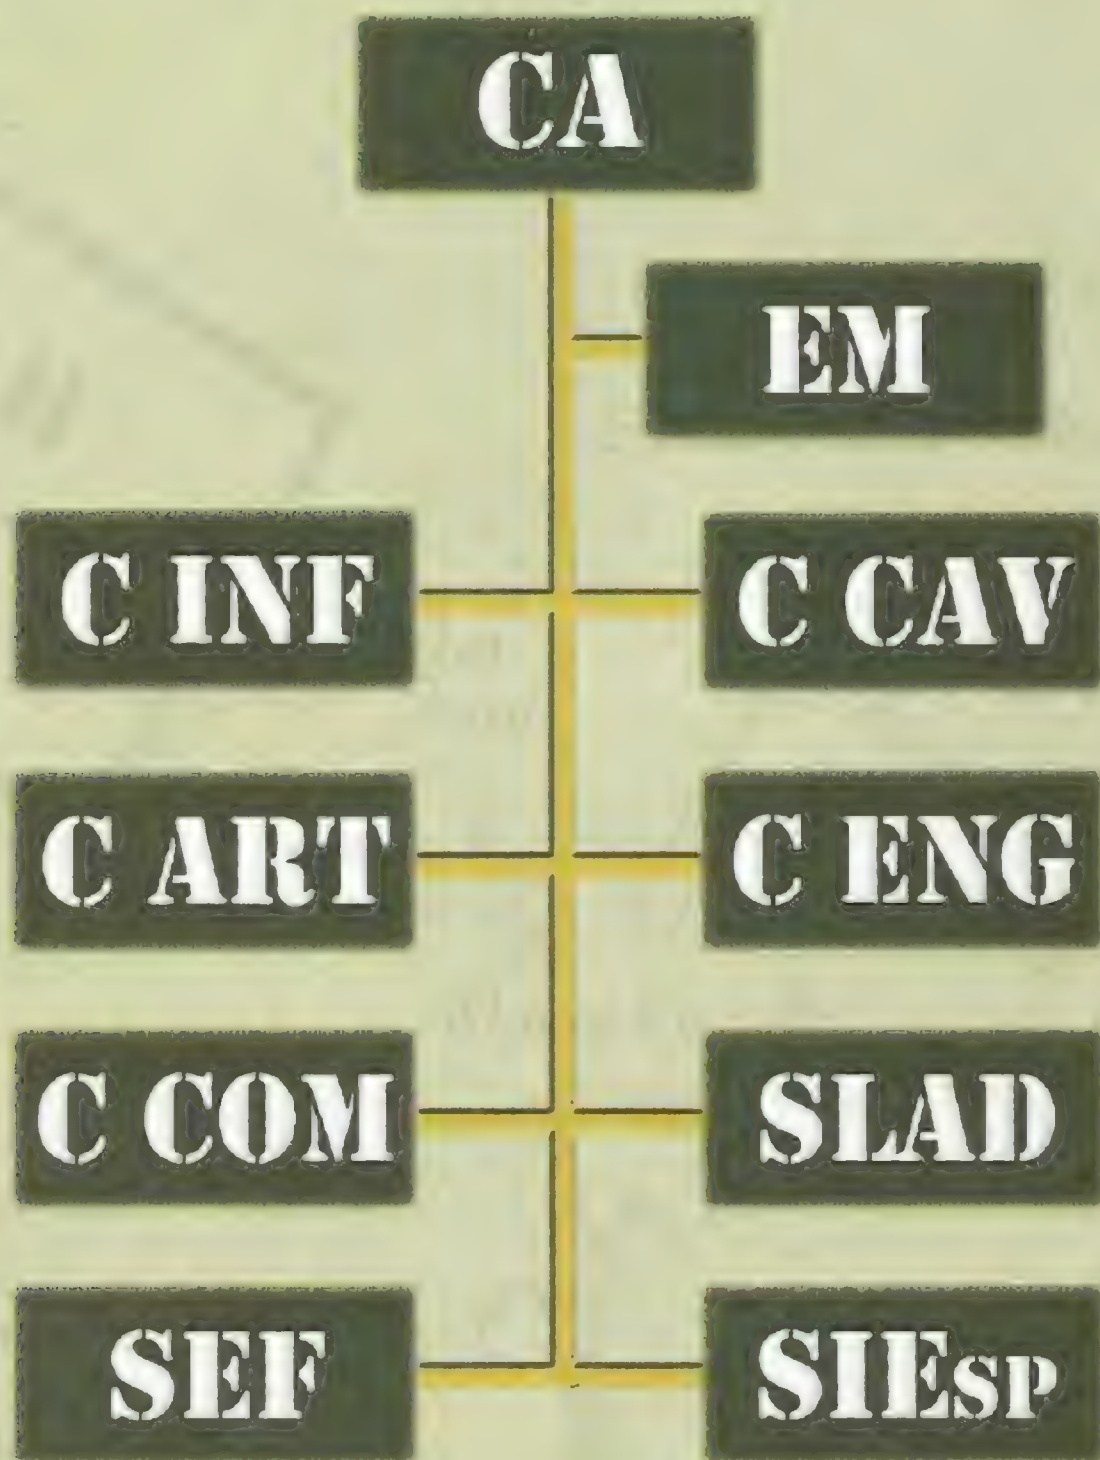 CA
EM
C INF
C CAV
C ART
C ENG
C COM
SLAD
SEF
SIESP